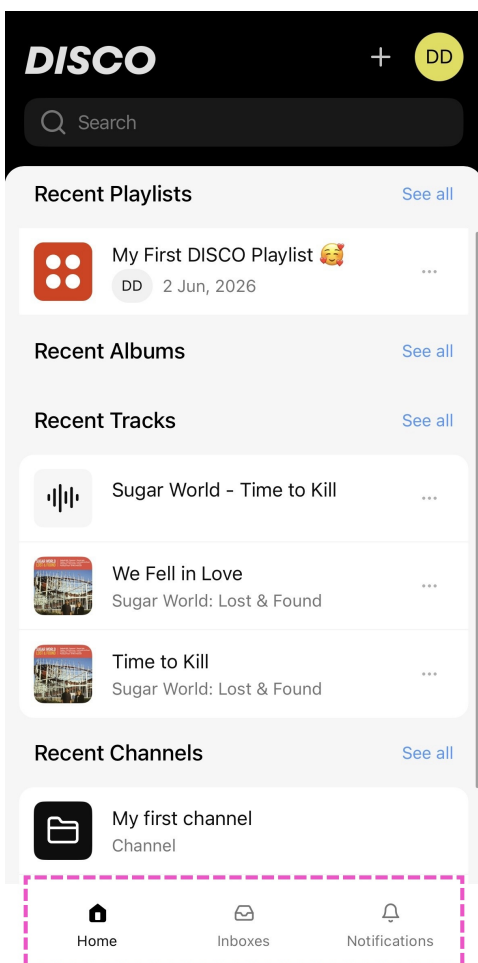 DISCO
DD
Search
Recent Playlists
See all
My First DISCO Playlist 🥰
DD 2 Jun, 2026
Recent Albums
See all
Recent Tracks
See all
Sugar World - Time to Kill
We Fell in Love
Sugar World: Lost & Found
Time to Kill
Sugar World: Lost & Found
Recent Channels
See all
My first channel
Channel
Home
Inboxes
Notifications